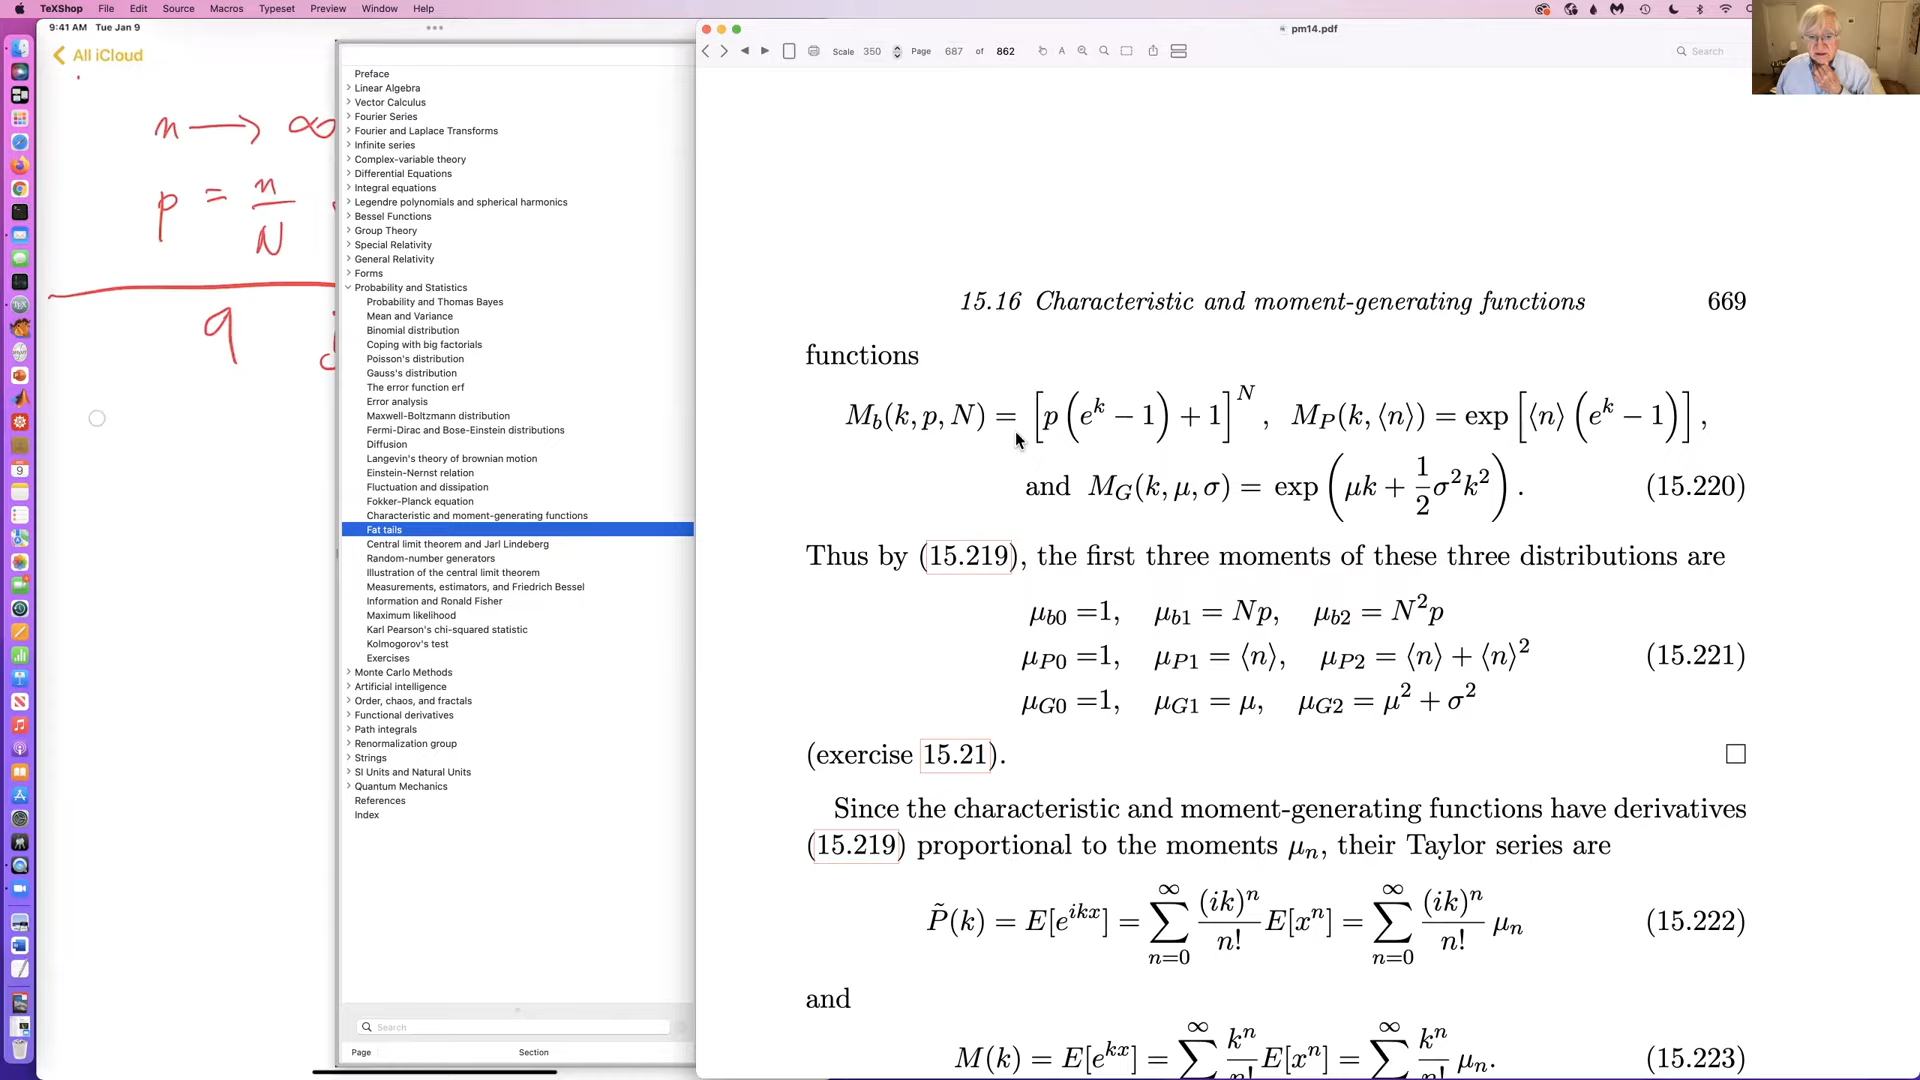 TeXShop File Edit Source Macros Typeset Preview Window Help
9:41 AM Tue Jan 9
All iCloud
n → ∞
p = n/N
9
Preface
Linear Algebra
Vector Calculus
Fourier Series
Fourier and Laplace Transforms
Infinite series
Complex-variable theory
Differential Equations
Integral equations
Legendre polynomials and spherical harmonics
Bessel Functions
Group Theory
Special Relativity
General Relativity
Forms
Probability and Statistics
Probability and Thomas Bayes
Mean and Variance
Binomial distribution
Coping with big factorials
Poisson's distribution
Gauss's distribution
The error function erf
Error analysis
Maxwell-Boltzmann distribution
Fermi-Dirac and Bose-Einstein distributions
Diffusion
Langevin's theory of brownian motion
Einstein-Nernst relation
Fluctuation and dissipation
Fokker-Planck equation
Characteristic and moment-generating functions
Fat tails
Central limit theorem and Jarl Lindeberg
Random-number generators
Illustration of the central limit theorem
Measurements, estimators, and Friedrich Bessel
Information and Ronald Fisher
Maximum likelihood
Karl Pearson's chi-squared statistic
Kolmogorov's test
Exercises
Monte Carlo Methods
Artificial intelligence
Order, chaos, and fractals
Functional derivatives
Path integrals
Renormalization group
Strings
SI Units and Natural Units
Quantum Mechanics
References
Index
Search
Page Section
pm14.pdf
Scale 350 Page 687 of 862 A Search
15.16 Characteristic and moment-generating functions 669
functions
M_b(k, p, N) = [p (e^k − 1) + 1]^N, M_P(k, ⟨n⟩) = exp [⟨n⟩ (e^k − 1)],
and M_G(k, μ, σ) = exp (μk + 1/2 σ²k²). (15.220)
Thus by (15.219), the first three moments of these three distributions are
μ_b0 =1, μ_b1 = Np, μ_b2 = N²p
μ_P0 =1, μ_P1 = ⟨n⟩, μ_P2 = ⟨n⟩ + ⟨n⟩² (15.221)
μ_G0 =1, μ_G1 = μ, μ_G2 = μ² + σ²
(exercise 15.21). □
Since the characteristic and moment-generating functions have derivatives
(15.219) proportional to the moments μ_n, their Taylor series are
P̃(k) = E[e^{ikx}] = ∑_{n=0}^{∞} (ik)^n/n! E[x^n] = ∑_{n=0}^{∞} (ik)^n/n! μ_n (15.222)
and
M(k) = E[e^{kx}] = ∑^{∞} k^n/n! E[x^n] = ∑^{∞} k^n/n! μ_n. (15.223)